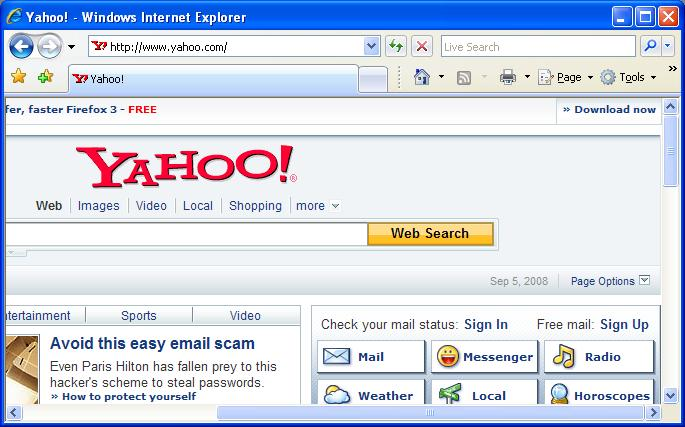 Yahoo! - Windows Internet Explorer
http://www.yahoo.com/
Live Search
Yahoo!
Page Tools »
fer, faster Firefox 3 - FREE » Download now
YAHOO!®
Web Images Video Local Shopping more
Web Search
Sep 5, 2008 Page Options
ntertainment Sports Video
Avoid this easy email scam
Even Paris Hilton has fallen prey to this
hacker's scheme to steal passwords.
» How to protect yourself
Check your mail status: Sign In Free mail: Sign Up
Mail Messenger Radio
Weather Local Horoscopes